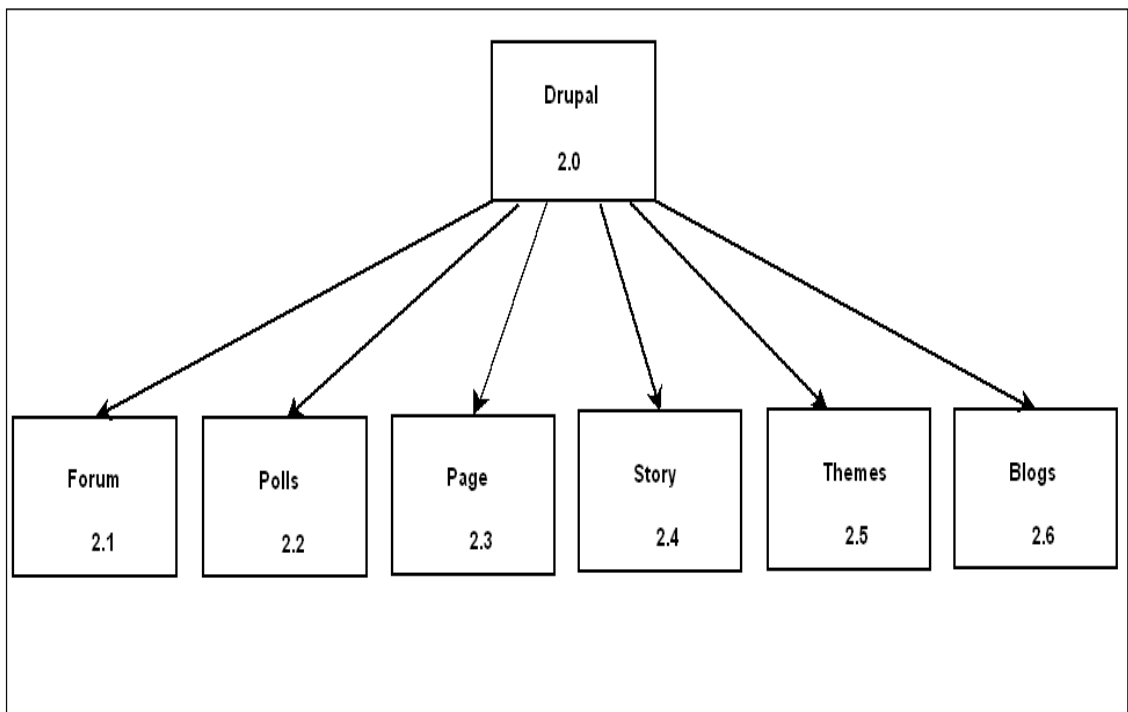 Drupal
2.0
Forum
2.1
Polls
2.2
Page
2.3
Story
2.4
Themes
2.5
Blogs
2.6